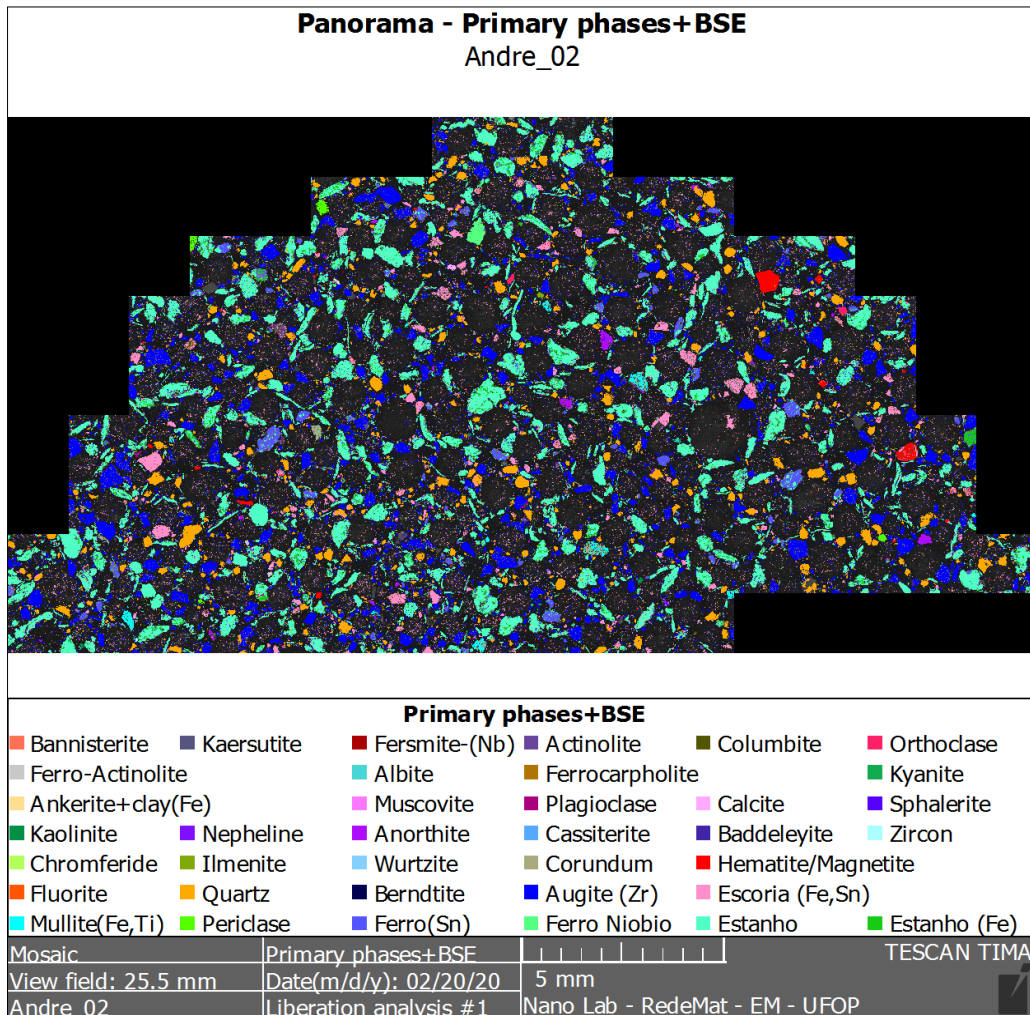 Panorama - Primary phases+BSE
Andre_02
Primary phases+BSE
Bannisterite Kaersutite Fersmite-(Nb) Actinolite Columbite Orthoclase
Ferro-Actinolite Albite Ferrocarpholite Kyanite
Ankerite+clay(Fe) Muscovite Plagioclase Calcite Sphalerite
Kaolinite Nepheline Anorthite Cassiterite Baddeleyite Zircon
Chromferide Ilmenite Wurtzite Corundum Hematite/Magnetite
Fluorite Quartz Berndtite Augite (Zr) Escoria (Fe,Sn)
Mullite(Fe,Ti) Periclase Ferro(Sn) Ferro Niobio Estanho Estanho (Fe)
Mosaic Primary phases+BSE TESCAN TIMA
View field: 25.5 mm Date(m/d/y): 02/20/20 5 mm
Andre_02 Liberation analysis #1 Nano Lab - RedeMat - EM - UFOP